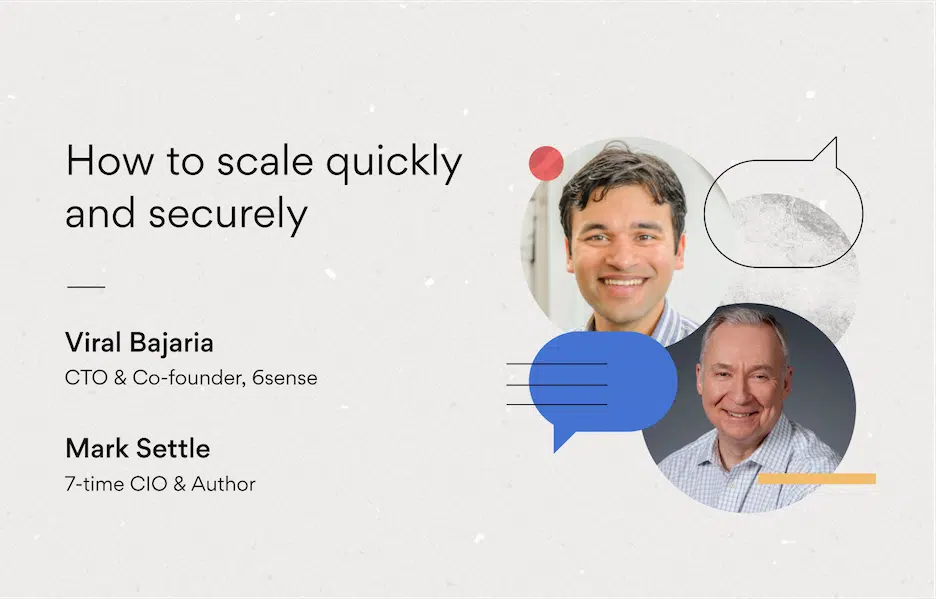 How to scale quickly
and securely
Viral Bajaria
CTO & Co-founder, 6sense
Mark Settle
7-time CIO & Author